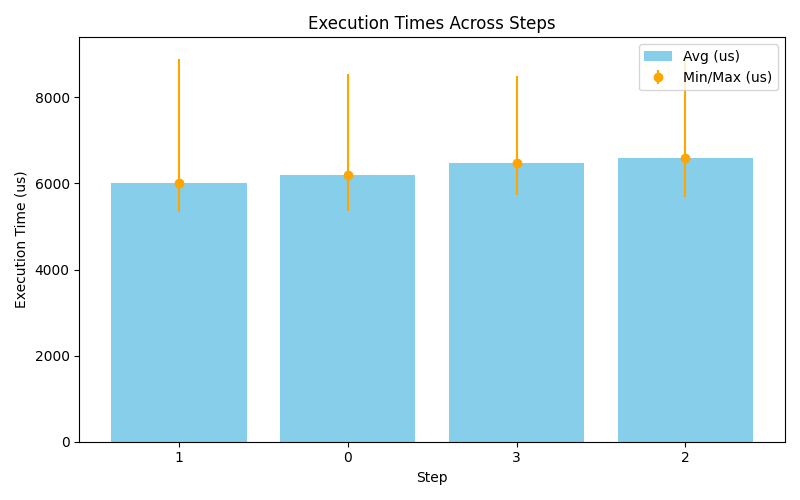 Execution Times Across Steps
Avg (us)
Min/Max (us)
Execution Time (us)
8000
6000
4000
2000
0
1
0
3
2
Step